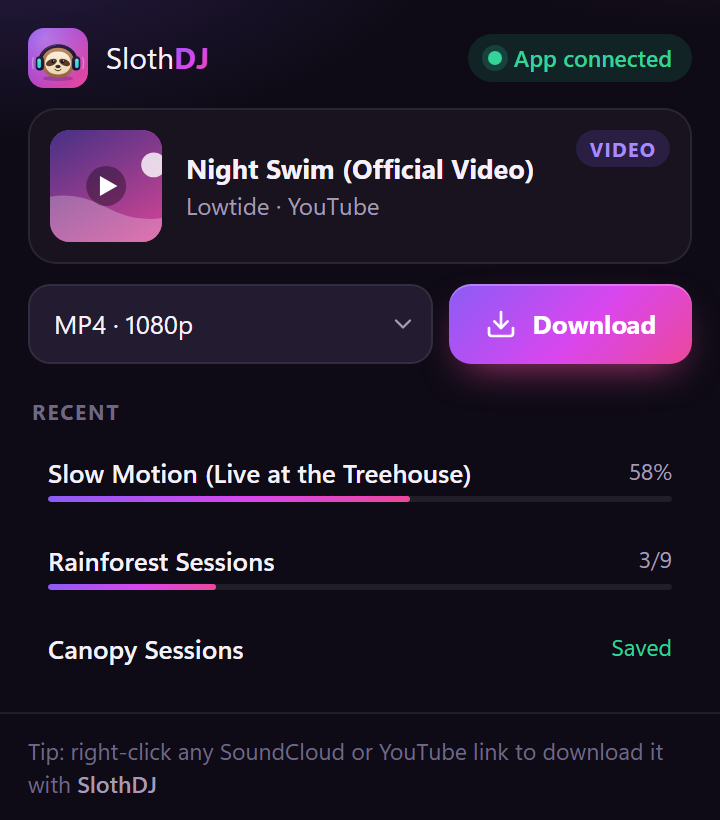 SlothDJ
App connected
Night Swim (Official Video)
VIDEO
Lowtide · YouTube
MP4 · 1080p
Download
RECENT
Slow Motion (Live at the Treehouse)
58%
Rainforest Sessions
3/9
Canopy Sessions
Saved
Tip: right-click any SoundCloud or YouTube link to download it
with SlothDJ